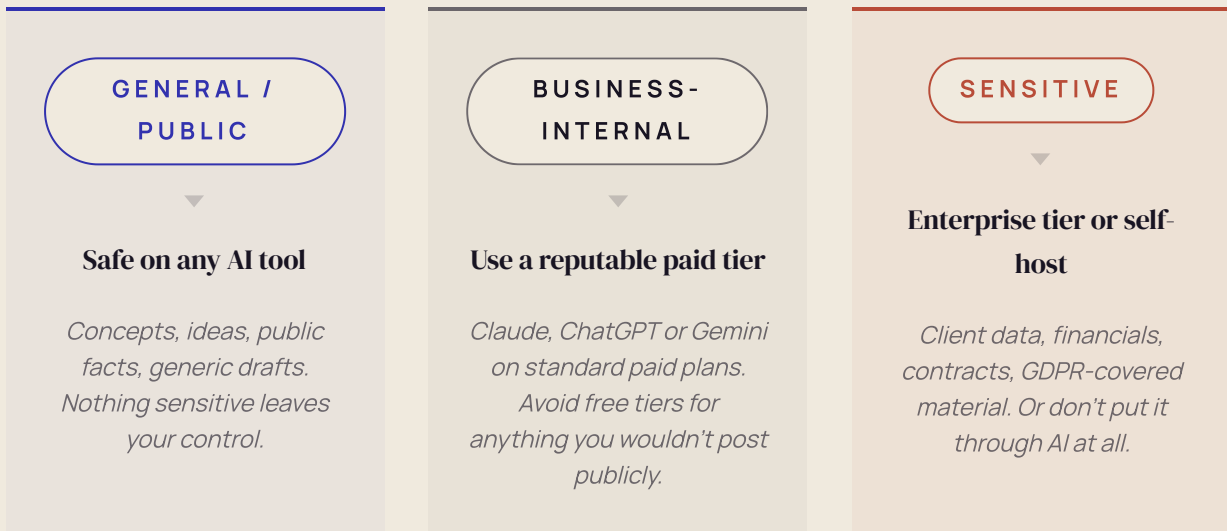 GENERAL /
PUBLIC
Safe on any AI tool
Concepts, ideas, public
facts, generic drafts.
Nothing sensitive leaves
your control.
BUSINESS-
INTERNAL
Use a reputable paid tier
Claude, ChatGPT or Gemini
on standard paid plans.
Avoid free tiers for
anything you wouldn’t post
publicly.
SENSITIVE
Enterprise tier or self-
host
Client data, financials,
contracts, GDPR-covered
material. Or don’t put it
through AI at all.